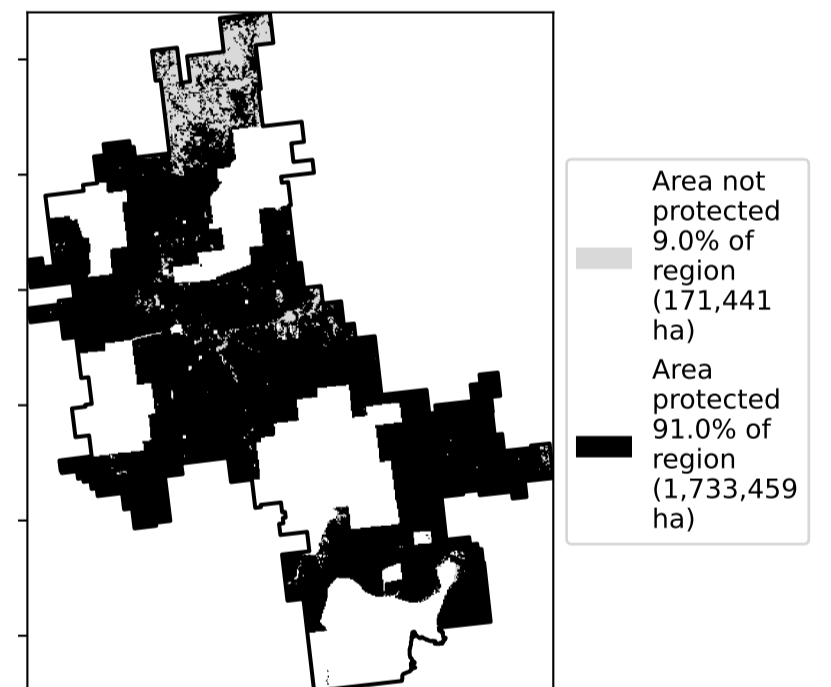 Area not
protected
9.0% of
region
(171,441
ha)
Area
protected
91.0% of
region
(1,733,459
ha)